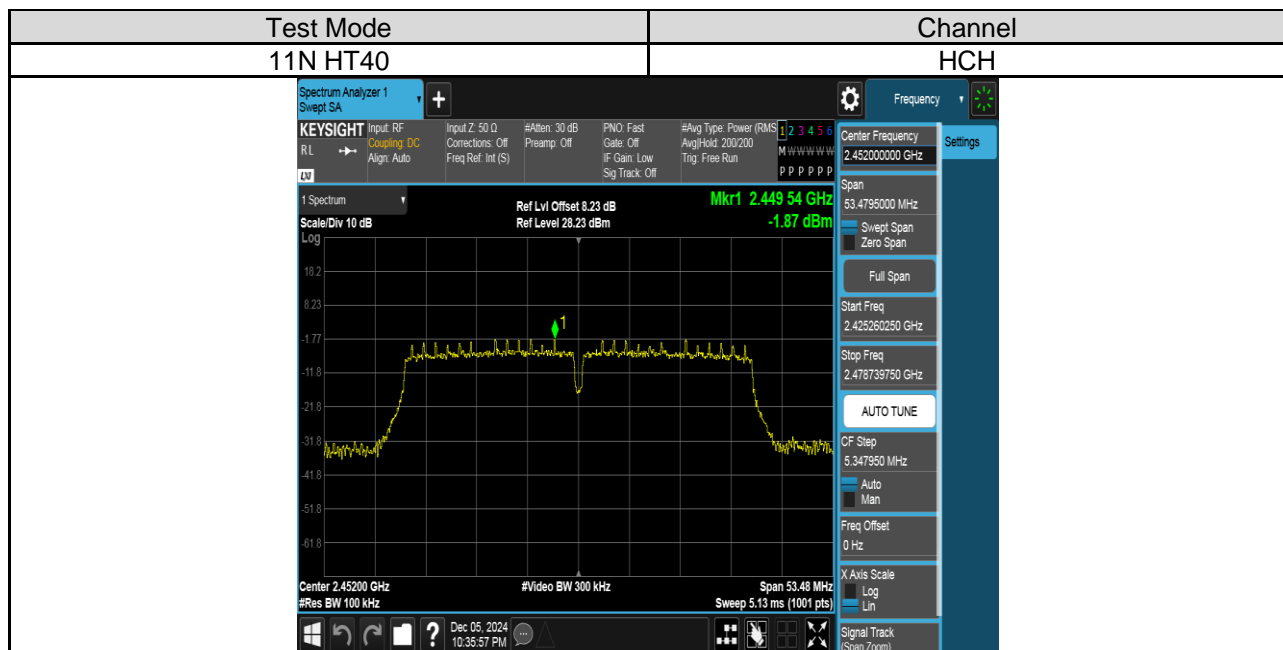 Test Mode Channel
11N HT40 HCH
Spectrum Analyzer 1
Swept SA
+
Frequency
KEYSIGHT Input: RF Input Z: 50 Ω #Atten: 30 dB PNO: Fast #Avg Type: Power (RMS 1 2 3 4 5 6
RL Coupling: DC Corrections: Off Preamp: Off Gate: Off Avg|Hold: 200/200 M W W W W W
Align: Auto Freq Ref: Int (S) IF Gain: Low Trig: Free Run
LXI Sig Track: Off P P P P P P
1 Spectrum Ref Lvl Offset 8.23 dB Mkr1 2.449 54 GHz
Scale/Div 10 dB Ref Level 28.23 dBm -1.87 dBm
Log
18.2
8.23
1
-1.77
-11.8
-21.8
-31.8
-41.8
-51.8
-61.8
Center 2.45200 GHz #Video BW 300 kHz Span 53.48 MHz
#Res BW 100 kHz Sweep 5.13 ms (1001 pts)
? Dec 05, 2024
10:35:57 PM
Center Frequency
2.452000000 GHz
Settings
Span
53.4795000 MHz
Swept Span
Zero Span
Full Span
Start Freq
2.425260250 GHz
Stop Freq
2.478739750 GHz
AUTO TUNE
CF Step
5.347950 MHz
Auto
Man
Freq Offset
0 Hz
X Axis Scale
Log
Lin
Signal Track
(Span Zoom)